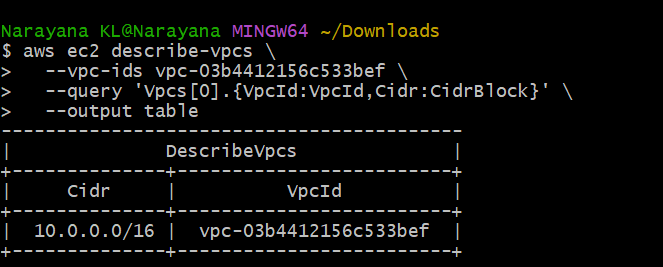 Narayana KL@Narayana MINGW64 ~/Downloads
$ aws ec2 describe-vpcs \
>   --vpc-ids vpc-03b4412156c533bef \
>   --query 'Vpcs[0].{VpcId:VpcId,Cidr:CidrBlock}' \
>   --output table
------------------------------------------
|              DescribeVpcs              |
+--------------+-------------------------+
|     Cidr     |          VpcId          |
+--------------+-------------------------+
|  10.0.0.0/16 |  vpc-03b4412156c533bef  |
+--------------+-------------------------+